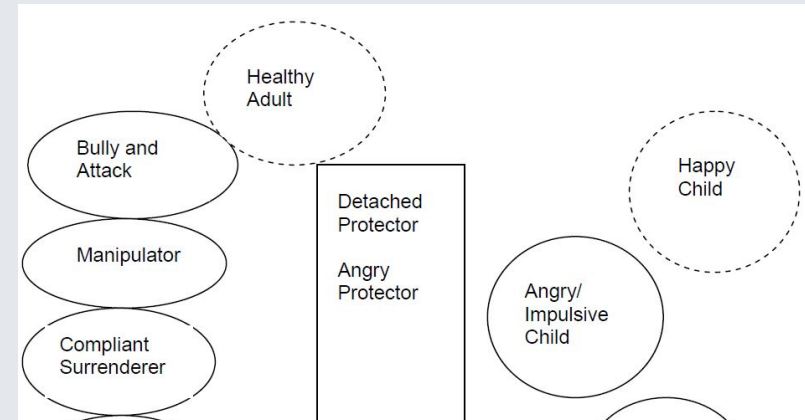 Healthy
Adult
Bully and
Attack
Happy
Child
Detached
Protector
Manipulator
Angry
Protector
Angry/
Impulsive
Child
Compliant
Surrenderer